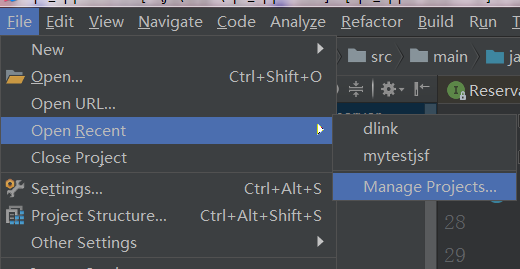 File Edit View Navigate Code Analyze Refactor Build Run
New
Open... Ctrl+Shift+O
Open URL...
Open Recent
Close Project
Settings... Ctrl+Alt+S
Project Structure... Ctrl+Alt+Shift+S
Other Settings
src main
Reserva
dlink
mytestjsf
Manage Projects...
28
29